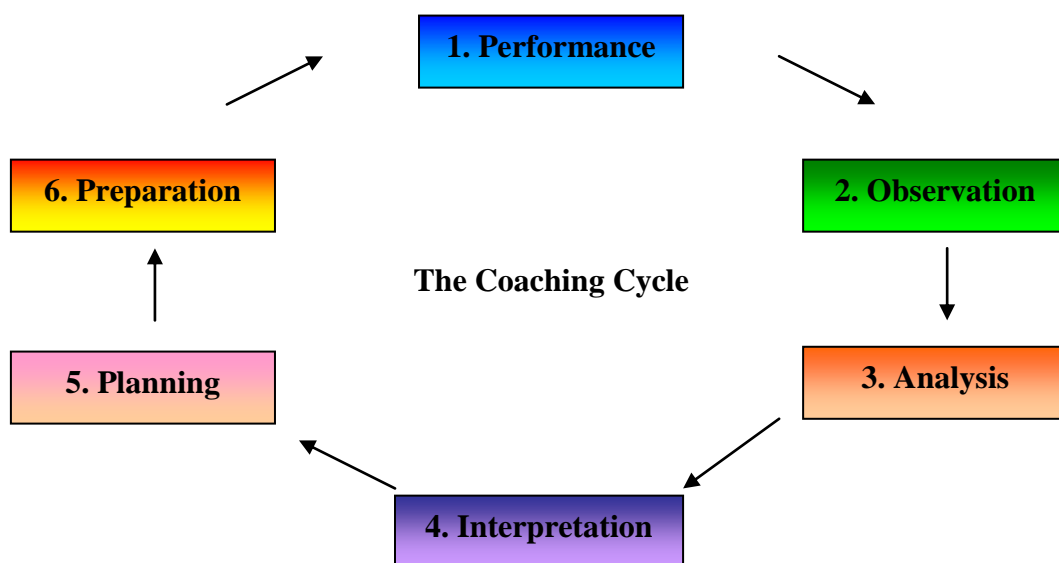 1. Performance
6. Preparation
2. Observation
The Coaching Cycle
5. Planning
3. Analysis
4. Interpretation